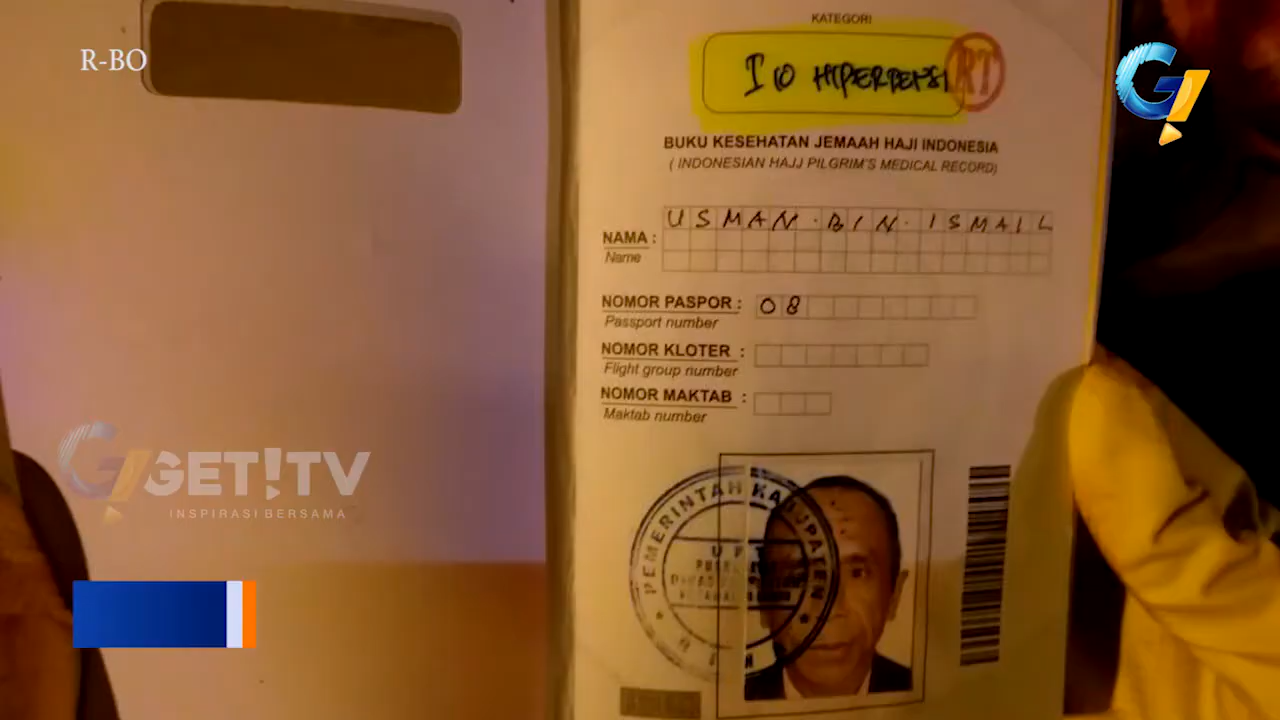 R-BO
KATEGORI
I 10 HIPERTENSI
RT
BUKU KESEHATAN JEMAAH HAJI INDONESIA
( INDONESIAN HAJJ PILGRIM'S MEDICAL RECORD)
USMAN · BIN · ISMAIL
NAMA :
Name
NOMOR PASPOR : 08
Passport number
NOMOR KLOTER :
Flight group number
NOMOR MAKTAB :
Maktab number
GET!TV
INSPIRASI BERSAMA
PEMERINTAH KABUPATEN